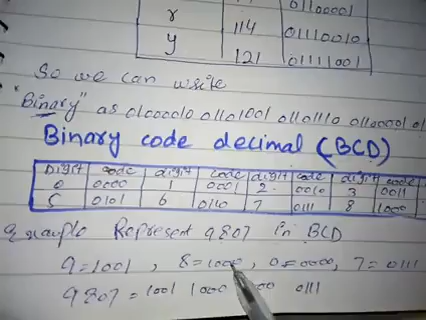 r 114 01110010
y 121 01111001
So we can write
"Binary" as 01000010 01101001 01101110 01100001
Binary code decimal (BCD)
Digit code digit code digit code digit code
0 0000 1 0001 2 0010 3 0011
5 0101 6 0110 7 0111 8 1000
Example Represent 9807 in BCD
9=1001, 8=1000, 0=0000, 7=0111
9807 = 1001 1000 0111